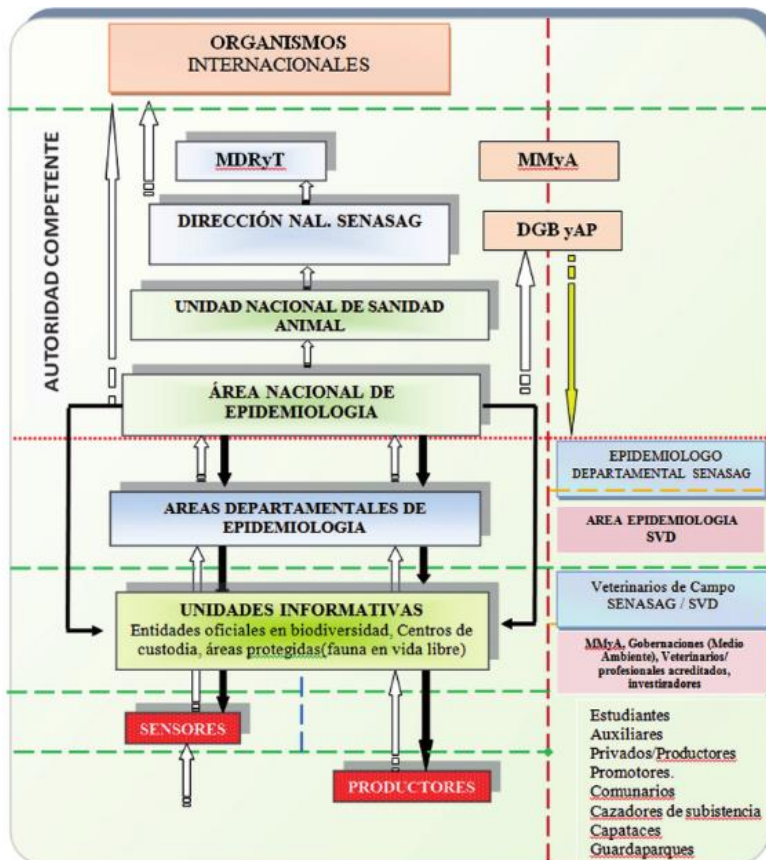 ORGANISMOS
INTERNACIONALES
AUTORIDAD COMPETENTE
MDRyT
MMyA
DIRECCIÓN NAL. SENASAG
DGB yAP
UNIDAD NACIONAL DE SANIDAD
ANIMAL
ÁREA NACIONAL DE
EPIDEMIOLOGIA
EPIDEMIOLOGO
DEPARTAMENTAL SENASAG
AREAS DEPARTAMENTALES DE
EPIDEMIOLOGIA
AREA EPIDEMIOLOGIA
SVD
UNIDADES INFORMATIVAS
Entidades oficiales en biodiversidad, Centros de
custodia, áreas protegidas(fauna en vida libre)
Veterinarios de Campo
SENASAG / SVD
MMyA, Gobernaciones (Medio
Ambiente), Veterinarios/
profesionales acreditados,
investiradores
SENSORES
PRODUCTORES
Estudiantes
Auxiliares
Privados/Productores
Promotores.
Comunarios
Cazadores de subsistencia
Capataces
Guardaparques